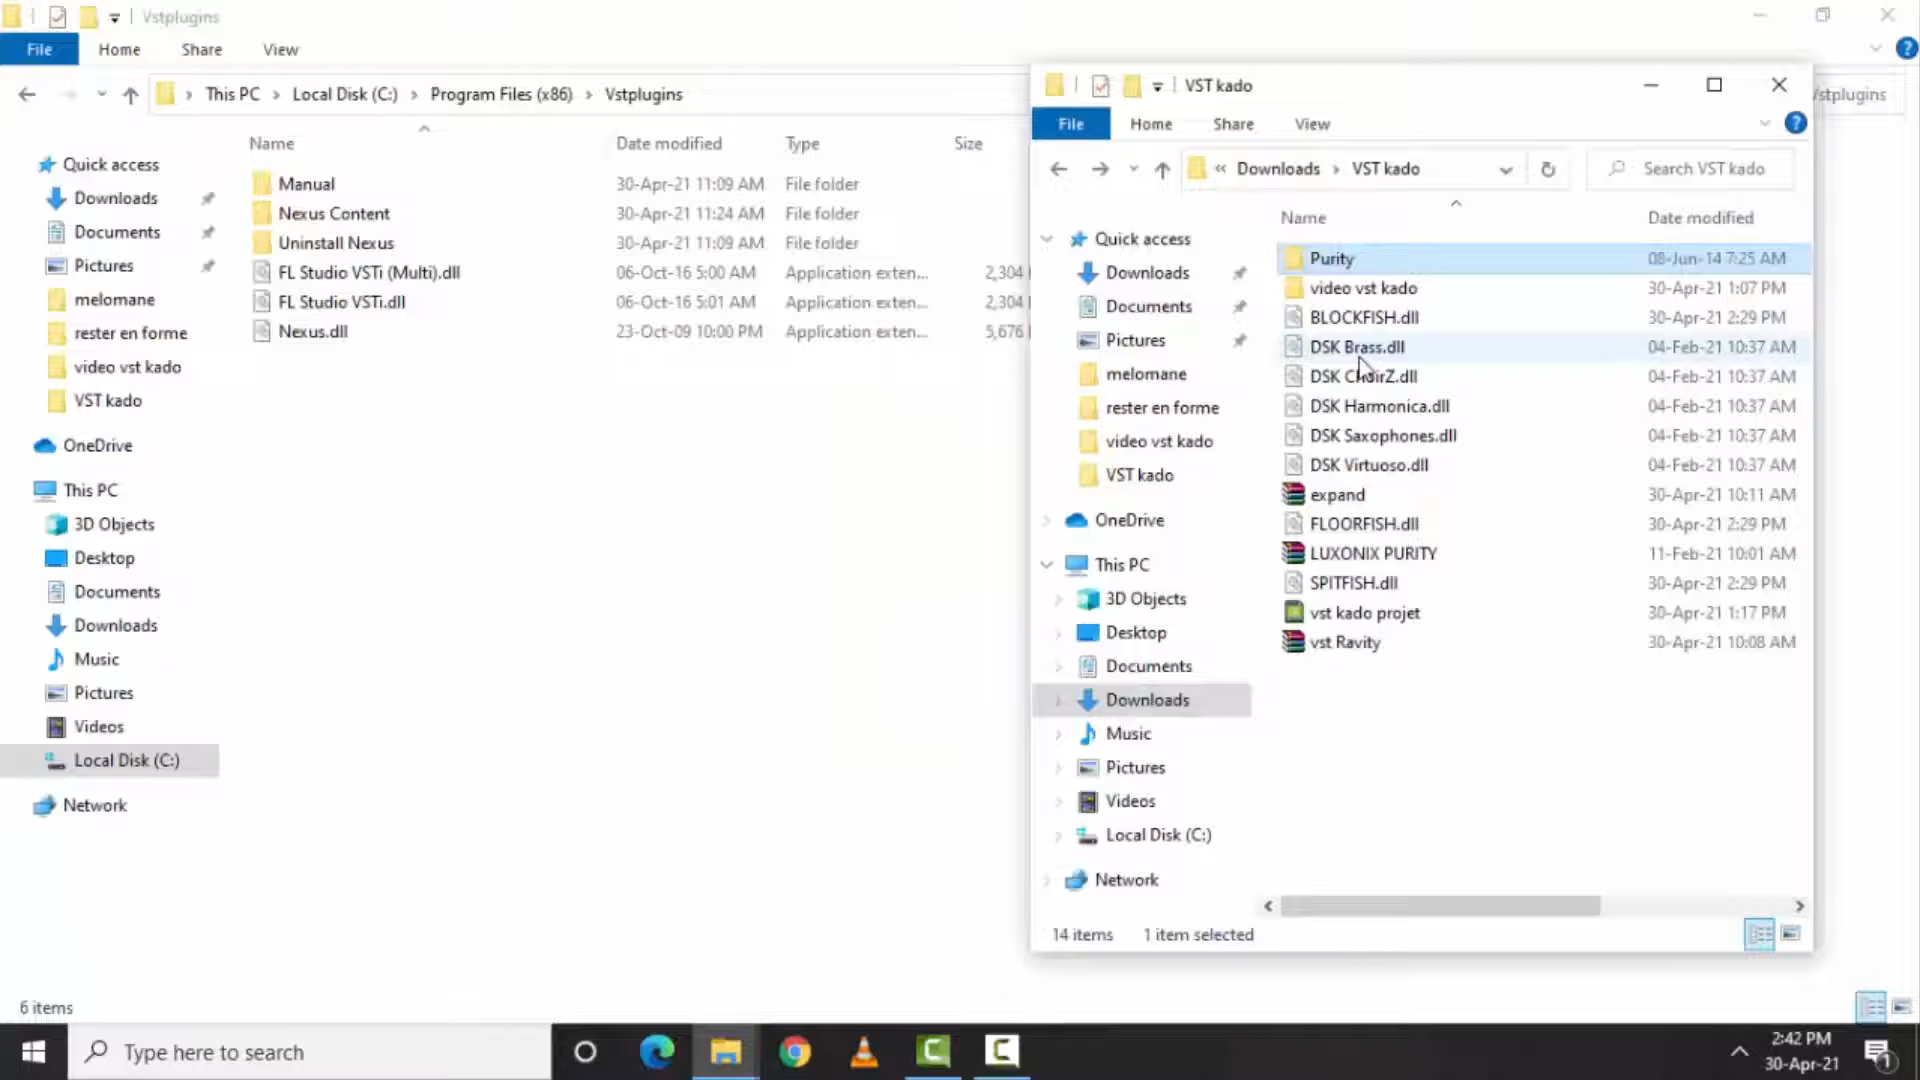 Vstplugins
File Home Share View
This PC Local Disk (C:) Program Files (x86) Vstplugins
Name Date modified Type Size
Manual 30-Apr-21 11:09 AM File folder
Nexus Content 30-Apr-21 11:24 AM File folder
Uninstall Nexus 30-Apr-21 11:09 AM File folder
FL Studio VSTi (Multi).dll 06-Oct-16 5:00 AM Application exten... 2,304
FL Studio VSTi.dll 06-Oct-16 5:01 AM Application exten... 2,304
Nexus.dll 23-Oct-09 10:00 PM Application exten... 5,676
Quick access
Downloads
Documents
Pictures
melomane
rester en forme
video vst kado
VST kado
OneDrive
This PC
3D Objects
Desktop
Documents
Downloads
Music
Pictures
Videos
Local Disk (C:)
Network
6 items
VST kado
File Home Share View
« Downloads VST kado Search VST kado
Name Date modified
Purity 08-Jun-14 7:25 AM
video vst kado 30-Apr-21 1:07 PM
BLOCKFISH.dll 30-Apr-21 2:29 PM
DSK Brass.dll 04-Feb-21 10:37 AM
DSK ChoirZ.dll 04-Feb-21 10:37 AM
DSK Harmonica.dll 04-Feb-21 10:37 AM
DSK Saxophones.dll 04-Feb-21 10:37 AM
DSK Virtuoso.dll 04-Feb-21 10:37 AM
expand 30-Apr-21 10:11 AM
FLOORFISH.dll 30-Apr-21 2:29 PM
LUXONIX PURITY 11-Feb-21 10:01 AM
SPITFISH.dll 30-Apr-21 2:29 PM
vst kado projet 30-Apr-21 1:17 PM
vst Ravity 30-Apr-21 10:08 AM
Quick access
Downloads
Documents
Pictures
melomane
rester en forme
video vst kado
VST kado
OneDrive
This PC
3D Objects
Desktop
Documents
Downloads
Music
Pictures
Videos
Local Disk (C:)
Network
14 items 1 item selected
Type here to search
2:42 PM
30-Apr-21
1